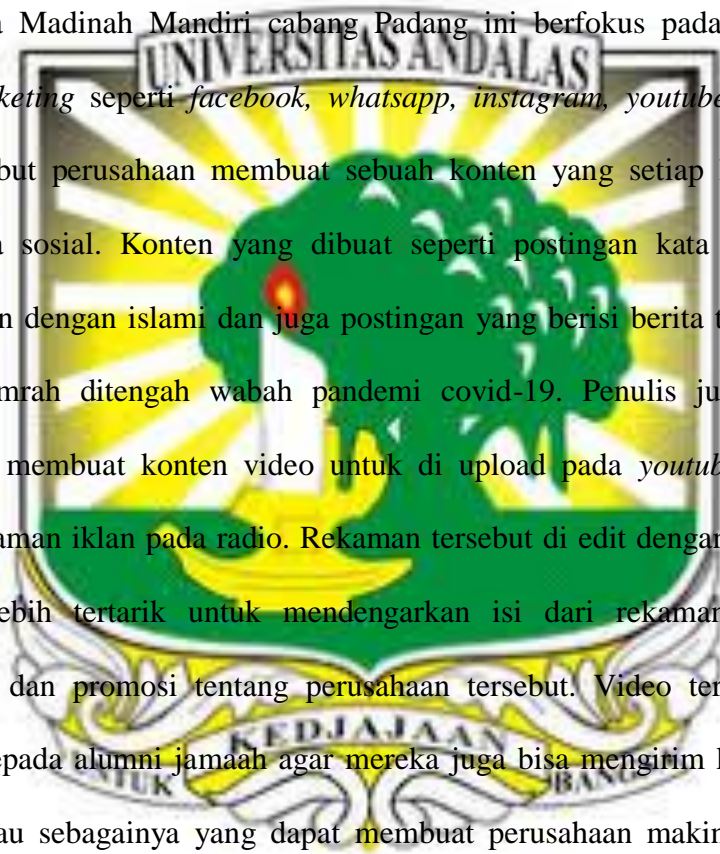 Madinah Mandiri cabang Padang ini berfokus pada
UNIVERSITAS ANDALAS
keting seperti facebook, whatsapp, instagram, youtube
but perusahaan membuat sebuah konten yang setiap
a sosial. Konten yang dibuat seperti postingan kata
n dengan islami dan juga postingan yang berisi berita t
mrah ditengah wabah pandemi covid-19. Penulis ju
membuat konten video untuk di upload pada youtub
aman iklan pada radio. Rekaman tersebut di edit dengan
ebih tertarik untuk mendengarkan isi dari rekaman
dan promosi tentang perusahaan tersebut. Video ter
KEDJAJAAN
epada alumni jamaah agar mereka juga bisa mengirim
UNTUK BANGSA
au sebagainya yang dapat membuat perusahaan makin